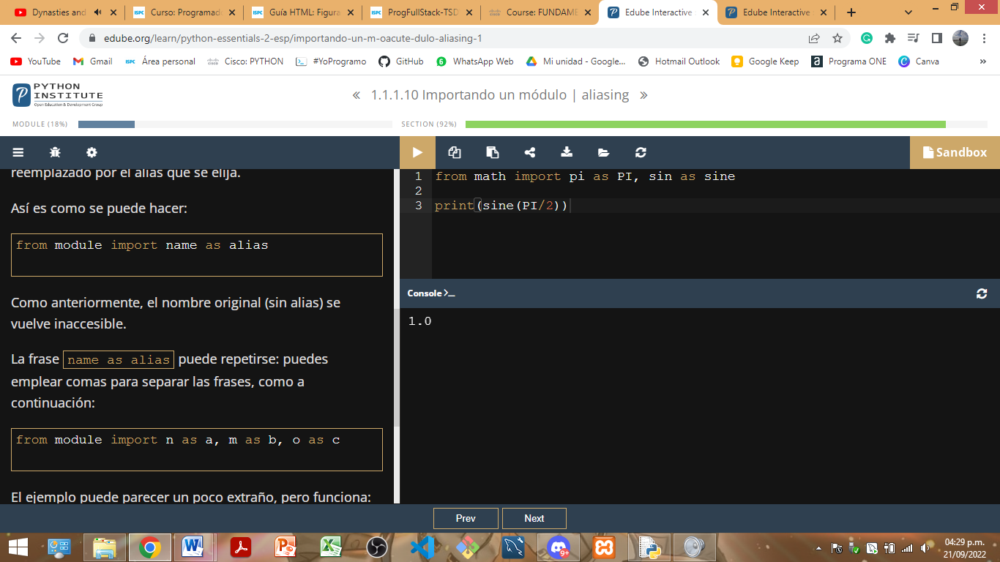 Dynasties and
Curso: Programad
Guía HTML: Figura
ProgFullStack-TSD
Course: FUNDAME
Edube Interactive
Edube Interactive
edube.org/learn/python-essentials-2-esp/importando-un-m-oacute-dulo-aliasing-1
YouTube
Gmail
Área personal
Cisco: PYTHON
#YoProgramo
GitHub
WhatsApp Web
Mi unidad - Google...
Hotmail Outlook
Google Keep
Programa ONE
Canva
»
PYTHON
INSTITUTE
Open Education & Development Group
« 1.1.1.10 Importando un módulo | aliasing »
MODULE (18%)
SECTION (92%)
Sandbox
reemplazado por el alias que se elija.
Así es como se puede hacer:
from module import name as alias
Como anteriormente, el nombre original (sin alias) se
vuelve inaccesible.
La frase name as alias puede repetirse: puedes
emplear comas para separar las frases, como a
continuación:
from module import n as a, m as b, o as c
El ejemplo puede parecer un poco extraño, pero funciona:
1 from math import pi as PI, sin as sine
2
3 print(sine(PI/2))
Console >_
1.0
Prev
Next
9+
04:29 p.m.
21/09/2022